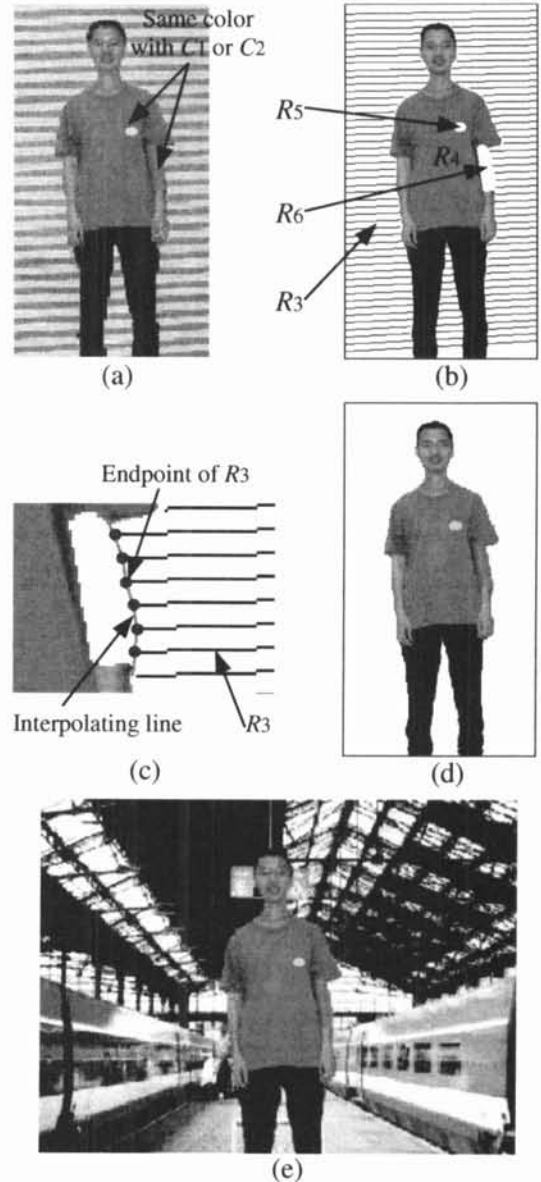 Same color
with C1 or C2
R5
R4
R6
R3
(a)
(b)
Endpoint of R3
Interpolating line
R3
(c)
(d)
(e)